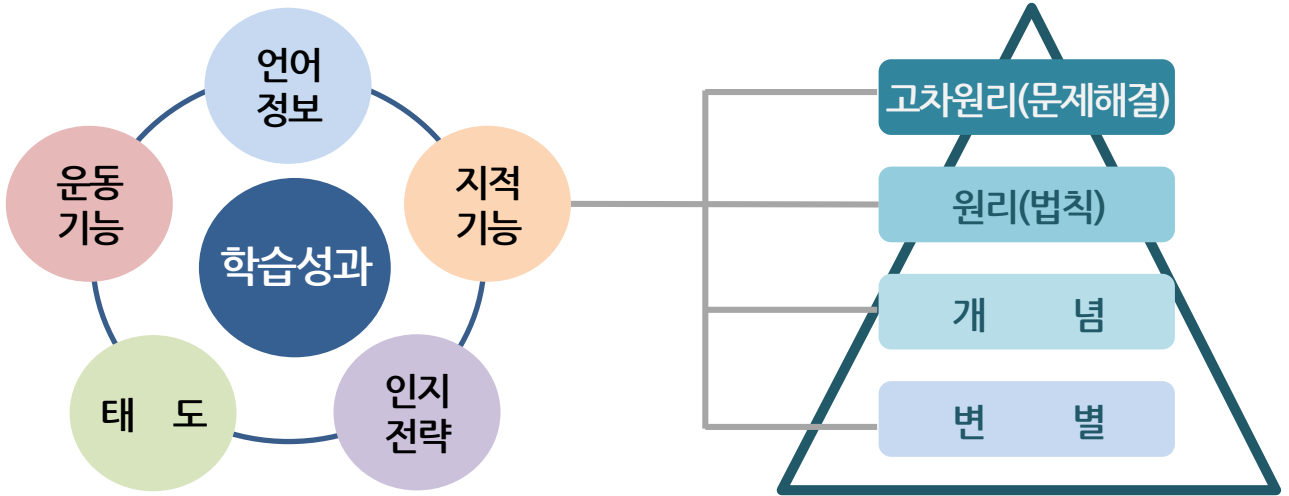 언어
정보
운동
기능
지적
기능
학습성과
태 도
인지
전략
고차원리(문제해결)
원리(법칙)
개 념
변 별